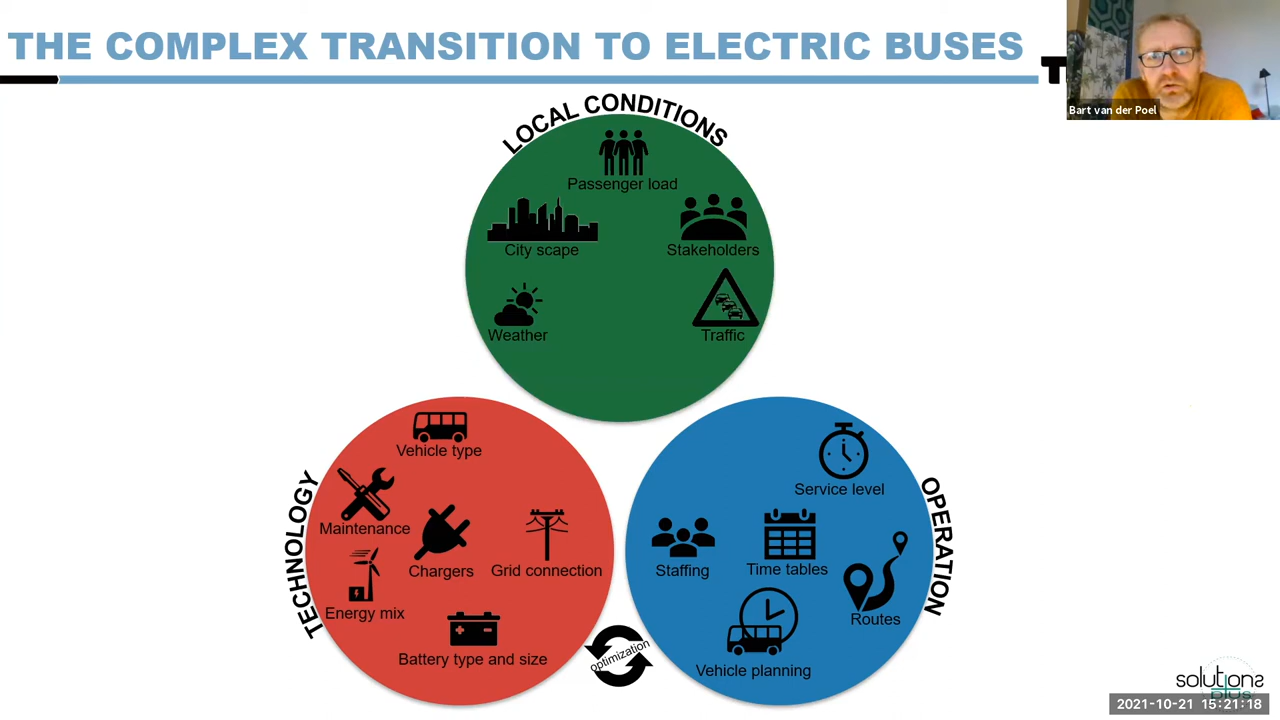 THE COMPLEX TRANSITION TO ELECTRIC BUSES
Bart van der Poel
LOCAL CONDITIONS
Passenger load
City scape
Stakeholders
Weather
Traffic
TECHNOLOGY
Vehicle type
Maintenance
Chargers
Grid connection
Energy mix
Battery type and size
optimization
OPERATION
Service level
Staffing
Time tables
Routes
Vehicle planning
solutions
plus
2021-10-21 15:21:18